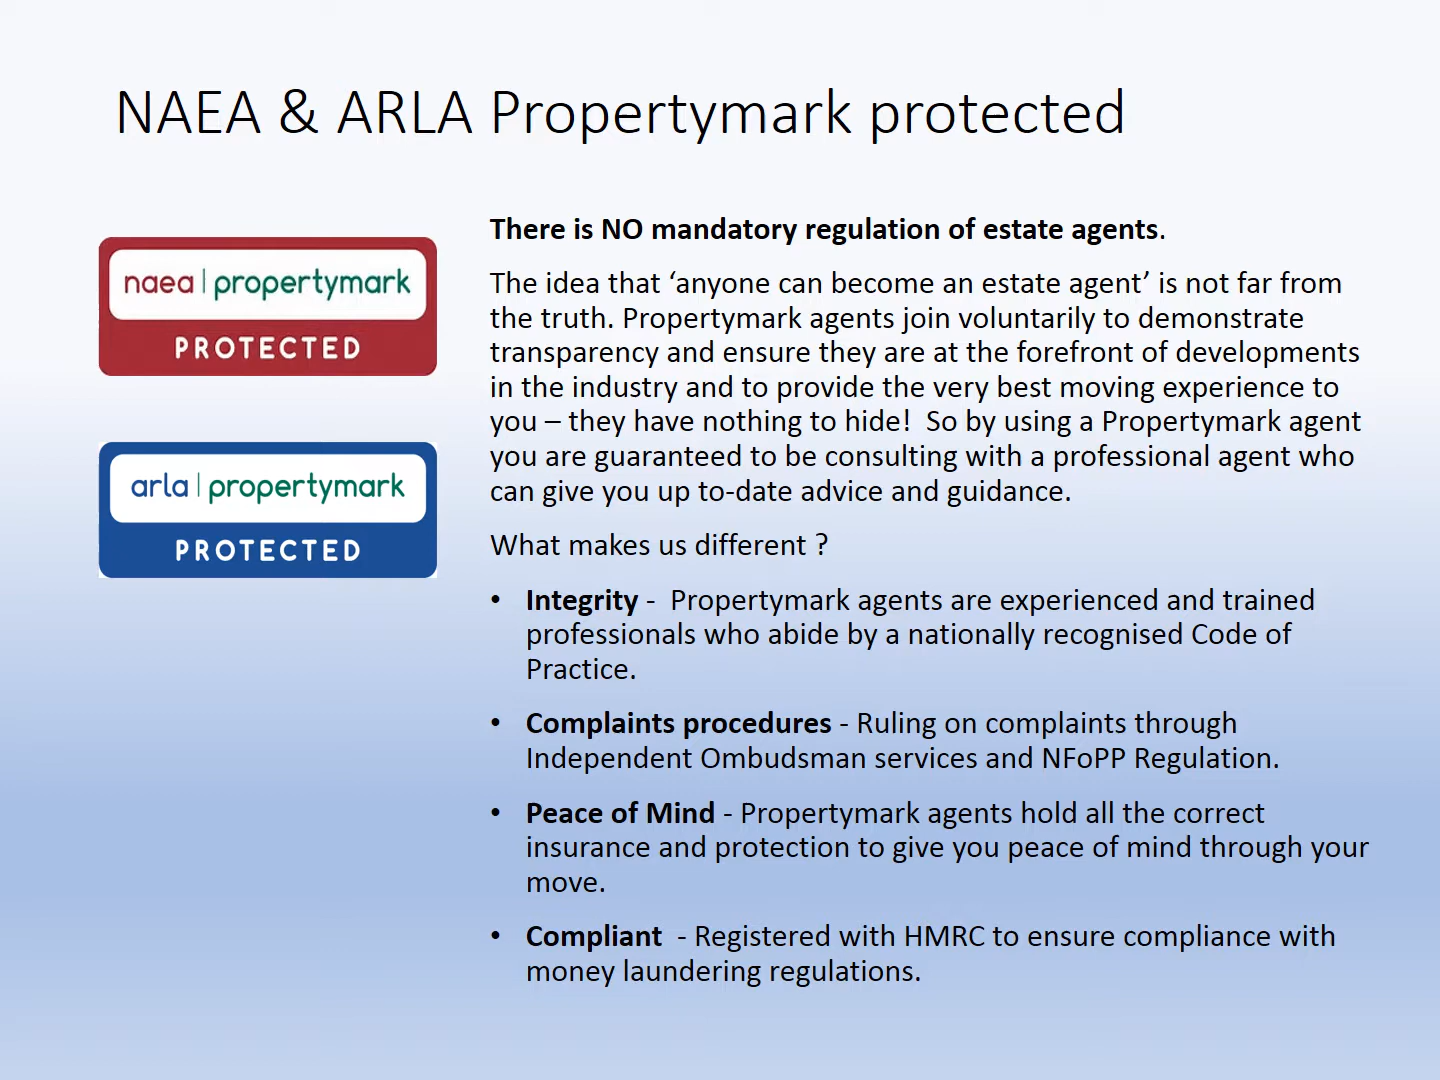 NAEA & ARLA Propertymark protected
naea | propertymark
PROTECTED
arla | propertymark
PROTECTED
There is NO mandatory regulation of estate agents.
The idea that ‘anyone can become an estate agent’ is not far from
the truth. Propertymark agents join voluntarily to demonstrate
transparency and ensure they are at the forefront of developments
in the industry and to provide the very best moving experience to
you – they have nothing to hide!  So by using a Propertymark agent
you are guaranteed to be consulting with a professional agent who
can give you up to-date advice and guidance.
What makes us different ?
• Integrity -  Propertymark agents are experienced and trained
professionals who abide by a nationally recognised Code of
Practice.
• Complaints procedures - Ruling on complaints through
Independent Ombudsman services and NFoPP Regulation.
• Peace of Mind - Propertymark agents hold all the correct
insurance and protection to give you peace of mind through your
move.
• Compliant  - Registered with HMRC to ensure compliance with
money laundering regulations.